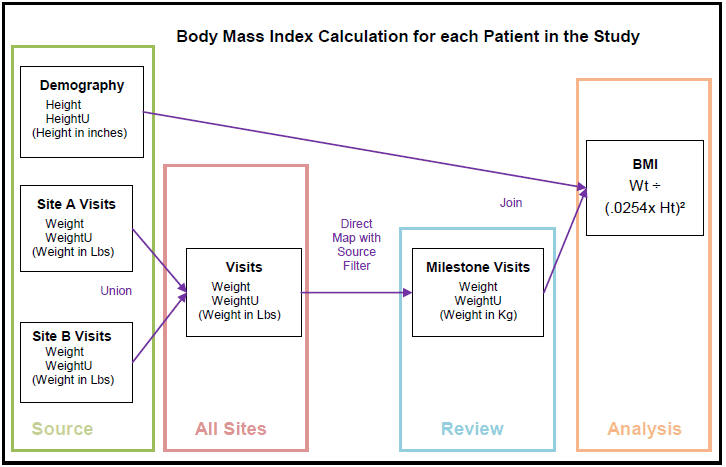 Body Mass Index Calculation for each Patient in the Study
Demography
Height
HeightU
(Height in inches)
Site A Visits
Weight
WeightU
(Weight in Lbs)
Union
Site B Visits
Weight
WeightU
(Weight in Lbs)
Source
Visits
Weight
WeightU
(Weight in Lbs)
All Sites
Direct
Map with
Source
Filter
Milestone Visits
Weight
WeightU
(Weight in Kg)
Review
Join
BMI
Wt ÷
(.0254x Ht)²
Analysis